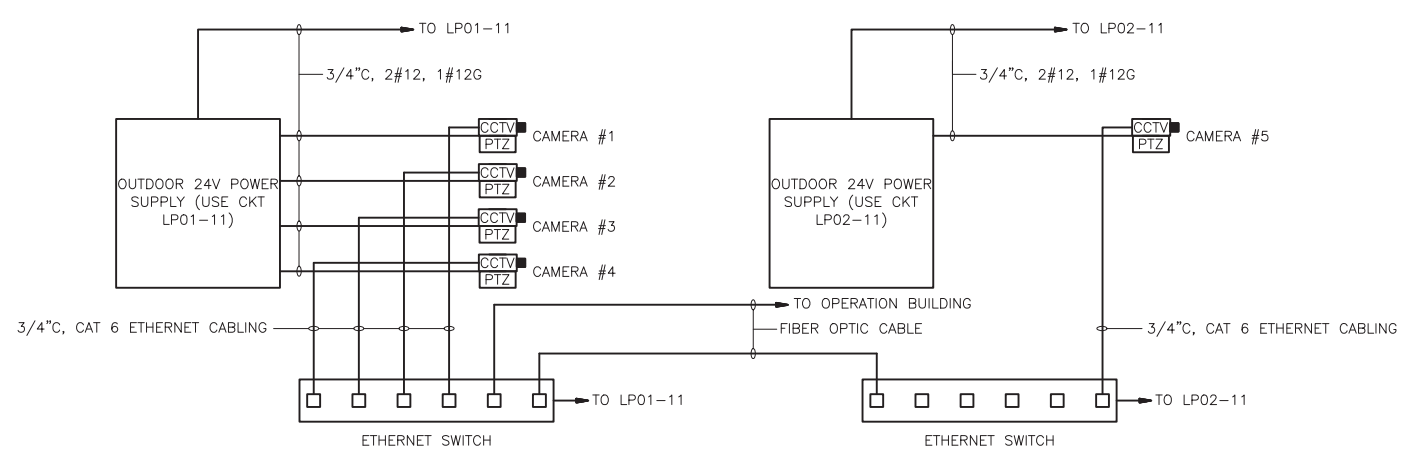 TO LP01-11
TO LP02-11
3/4"C, 2#12, 1#12G
3/4"C, 2#12, 1#12G
CCTV
PTZ
CAMERA #1
CCTV
PTZ
CAMERA #5
OUTDOOR 24V POWER
SUPPLY (USE CKT
LP01-11)
CCTV
PTZ
CAMERA #2
OUTDOOR 24V POWER
SUPPLY (USE CKT
LP02-11)
CCTV
PTZ
CAMERA #3
CCTV
PTZ
CAMERA #4
TO OPERATION BUILDING
3/4"C, CAT 6 ETHERNET CABLING
FIBER OPTIC CABLE
3/4"C, CAT 6 ETHERNET CABLING
TO LP01-11
TO LP02-11
ETHERNET SWITCH
ETHERNET SWITCH